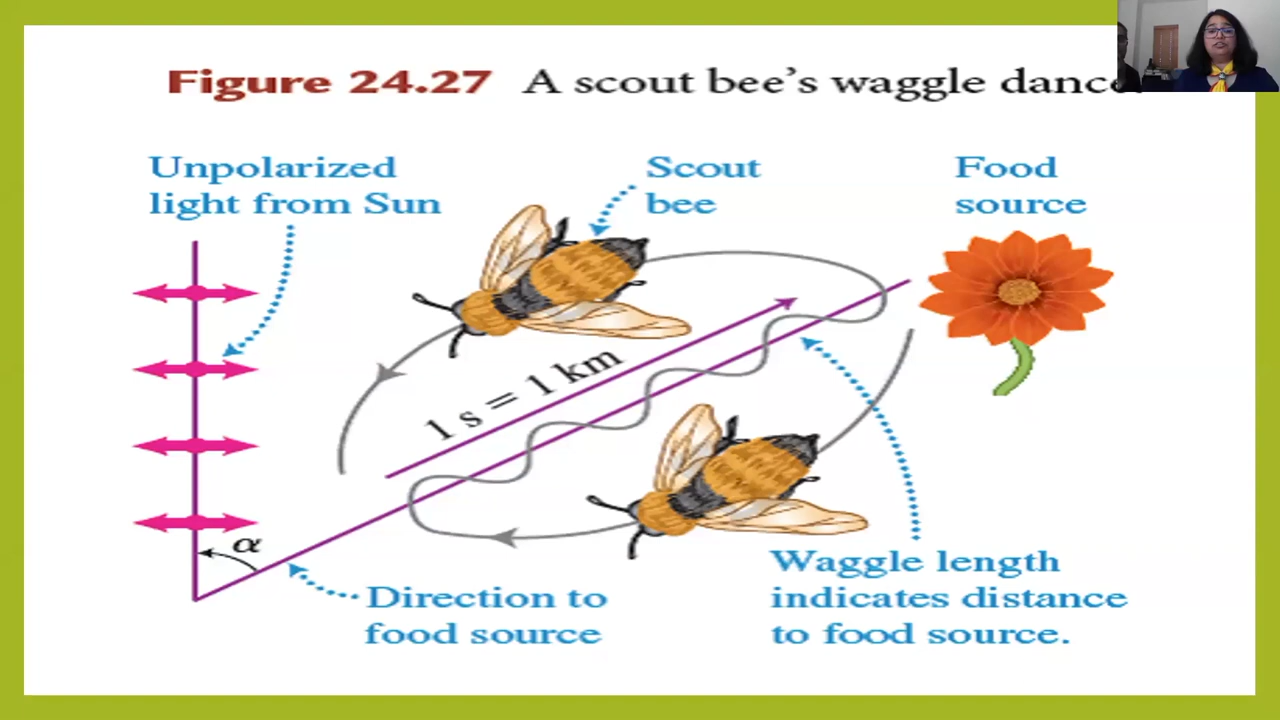 Figure 24.27 A scout bee's waggle dance
Unpolarized
light from Sun
Scout
bee
Food
source
1 s = 1 km
α
Direction to
food source
Waggle length
indicates distance
to food source.